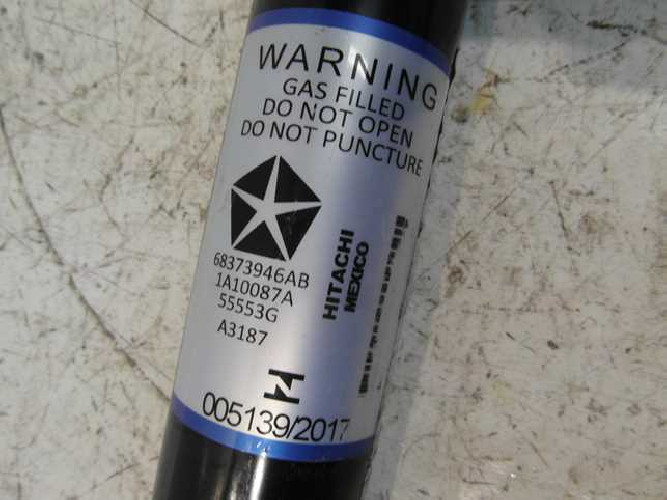 WARNING
GAS FILLED
DO NOT OPEN
DO NOT PUNCTURE
68373946AB
1A10087A
55553G
A3187
HITACHI
MEXICO
005139/2017